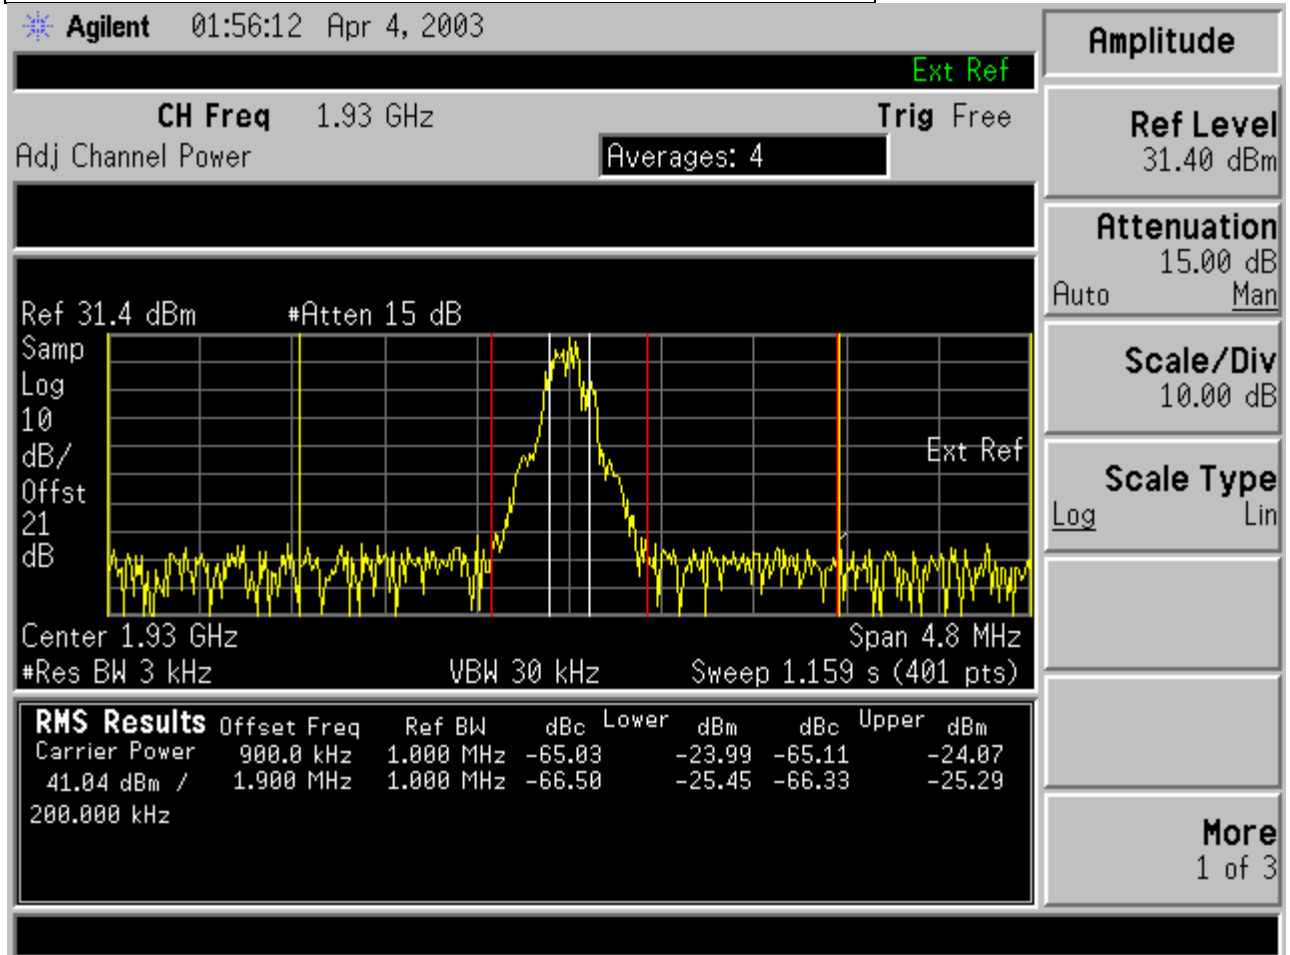 Agilent 01:56:12 Apr 4, 2003
Ext Ref
CH Freq 1.93 GHz Trig Free
Adj Channel Power
Averages: 4
Ref 31.4 dBm #Atten 15 dB
Samp
Log
10
dB/
Offst
21
dB
Ext Ref
Center 1.93 GHz Span 4.8 MHz
#Res BW 3 kHz VBW 30 kHz Sweep 1.159 s (401 pts)
RMS Results Offset Freq Ref BW dBc Lower dBm dBc Upper dBm
Carrier Power 900.0 kHz 1.000 MHz -65.03 -23.99 -65.11 -24.07
41.04 dBm / 1.900 MHz 1.000 MHz -66.50 -25.45 -66.33 -25.29
200.000 kHz
Amplitude
Ref Level
31.40 dBm
Attenuation
15.00 dB
Auto Man
Scale/Div
10.00 dB
Scale Type
Log Lin
More
1 of 3